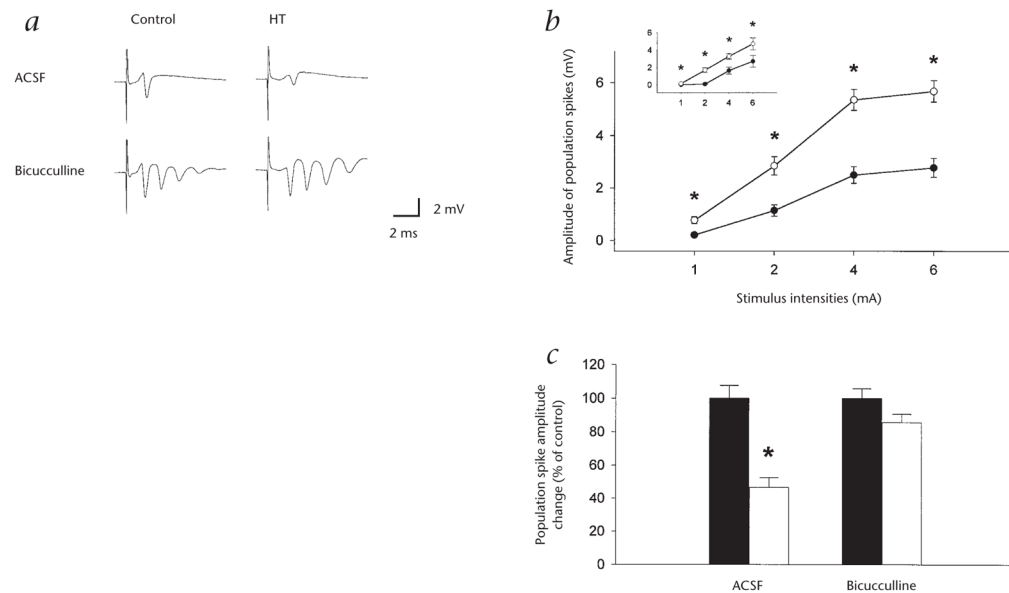 a
Control
HT
ACSF
Bicucculline
2 mV
2 ms
b
Amplitude of population spikes (mV)
6
4
2
0
1
2
4
6
Stimulus intensities (mA)
6
4
2
0
1
2
4
6
*
*
*
*
*
*
*
*
c
Population spike amplitude
change (% of control)
120
100
80
60
40
20
0
*
ACSF
Bicucculline